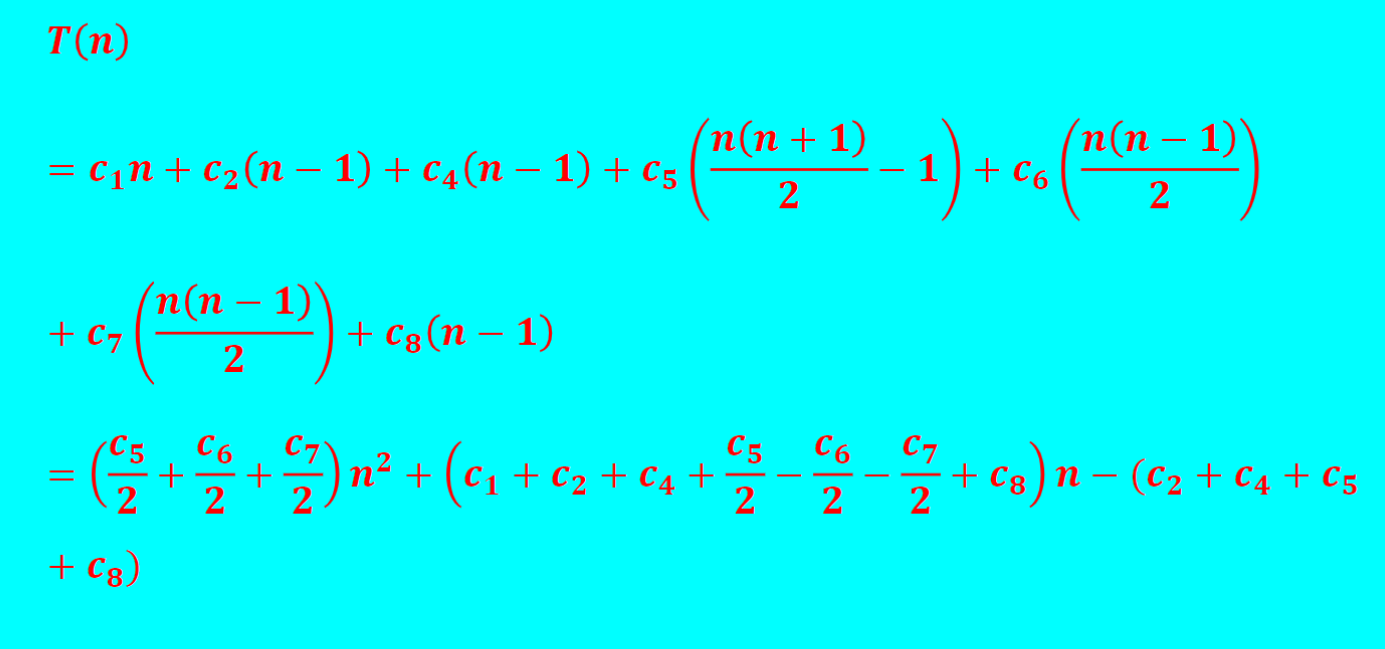 T(n)
= c₁n + c₂(n − 1) + c₄(n − 1) + c₅(n(n + 1)/2 − 1) + c₆(n(n − 1)/2)
+ c₇(n(n − 1)/2) + c₈(n − 1)
= (c₅/2 + c₆/2 + c₇/2)n² + (c₁ + c₂ + c₄ + c₅/2 − c₆/2 − c₇/2 + c₈)n − (c₂ + c₄ + c₅
+ c₈)